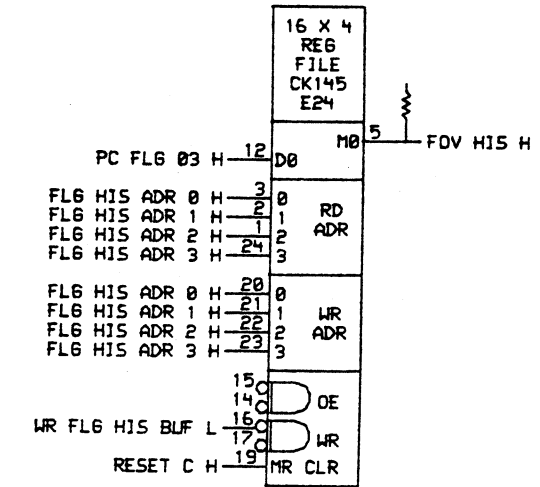 16 X 4
REG
FILE
CK145
E24
M0 5 FOV HIS H
PC FLG 03 H 12 D0
FLG HIS ADR 0 H 3 0
FLG HIS ADR 1 H 2 1
FLG HIS ADR 2 H 1 2
FLG HIS ADR 3 H 24 3
RD
ADR
FLG HIS ADR 0 H 20 0
FLG HIS ADR 1 H 21 1
FLG HIS ADR 2 H 22 2
FLG HIS ADR 3 H 23 3
WR
ADR
15
14 OE
WR FLG HIS BUF L 16
17 WR
RESET C H 19 MR CLR